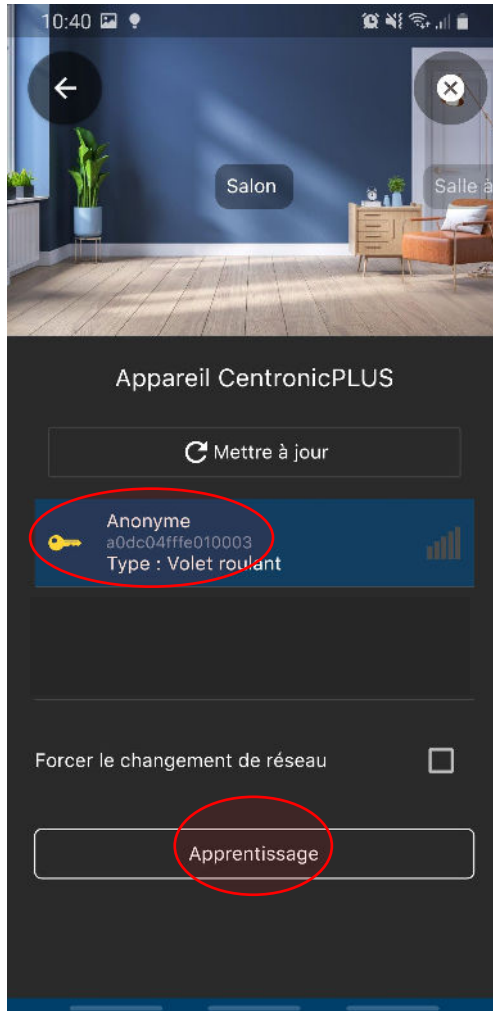 10:40
Salon
Salle à
Appareil CentronicPLUS
Mettre à jour
Anonyme
a0dc04fffe010003
Type : Volet roulant
Forcer le changement de réseau
Apprentissage